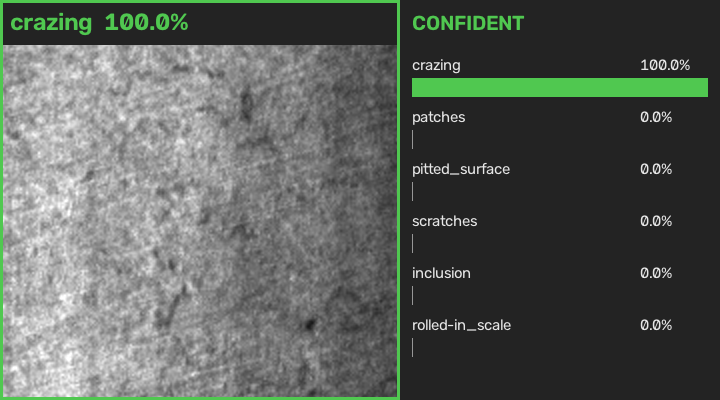 crazing 100.0%
CONFIDENT
crazing 100.0%
patches 0.0%
pitted_surface 0.0%
scratches 0.0%
inclusion 0.0%
rolled-in_scale 0.0%